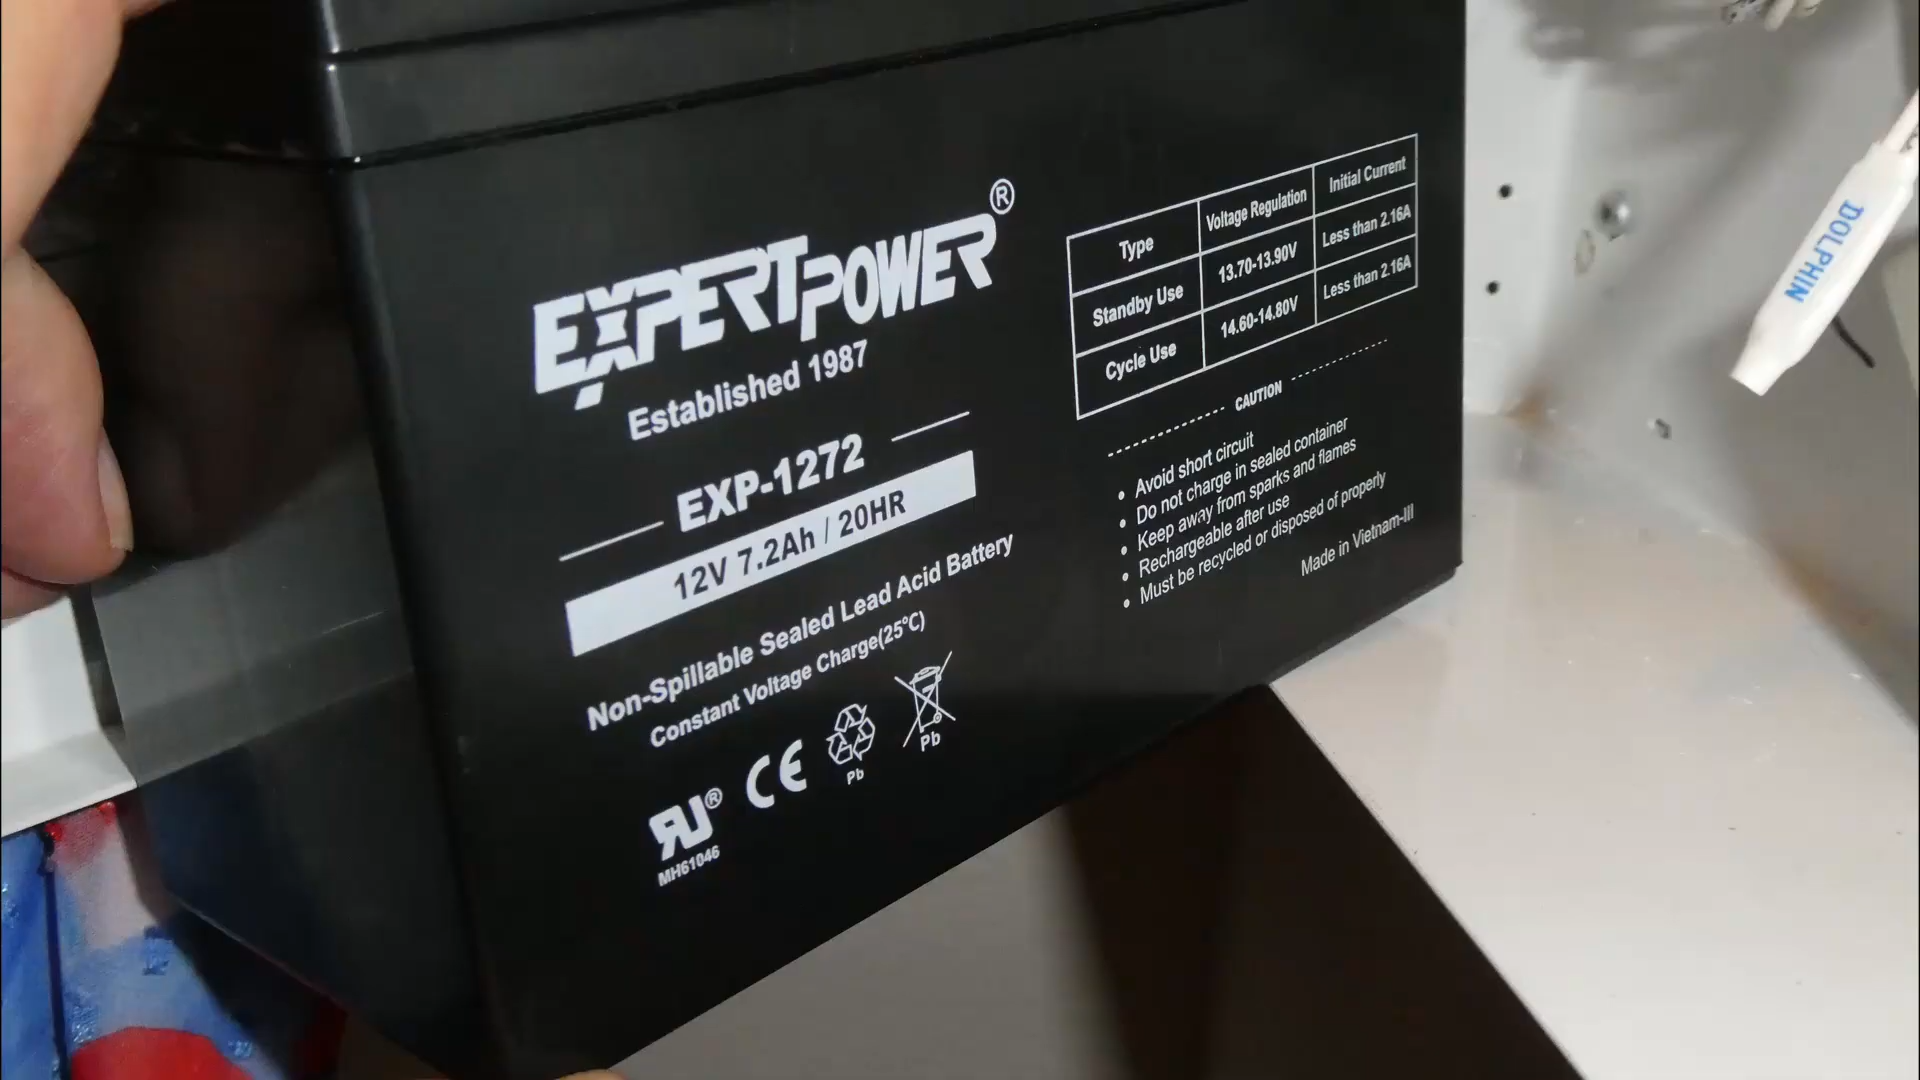 EXPERTPOWER®
Established 1987
EXP-1272
12V 7.2Ah / 20HR
Non-Spillable Sealed Lead Acid Battery
Constant Voltage Charge(25°C)
Pb
Pb
MH61046
Type Voltage Regulation Initial Current
Standby Use 13.70-13.90V Less than 2.16A
Cycle Use 14.60-14.80V Less than 2.16A
CAUTION
• Avoid short circuit
• Do not charge in sealed container
• Keep away from sparks and flames
• Rechargeable after use
• Must be recycled or disposed of properly
Made in Vietnam-III
DOLPHIN